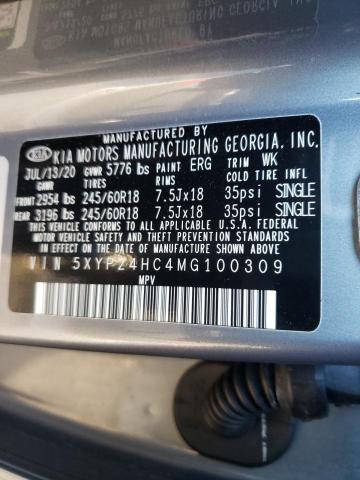 MANUFACTURED BY
KIA KIA MOTORS MANUFACTURING GEORGIA, INC.
JUL/13/20 GVWR 5776 lbs PAINT ERG TRIM WK
GAWR TIRES RIMS COLD TIRE INFL
FRONT 2954 lbs 245/60R18 7.5Jx18 35psi SINGLE
REAR 3196 lbs 245/60R18 7.5Jx18 35psi SINGLE
THIS VEHICLE CONFORMS TO ALL APPLICABLE U.S.A. FEDERAL
MOTOR VEHICLE SAFETY, BUMPER, AND THEFT PREVENTION
STANDARDS IN EFFECT ON THE DATE OF MANUFACTURE SHOWN ABOVE.
VIN 5XYPZ4HC4MG100309
MPV